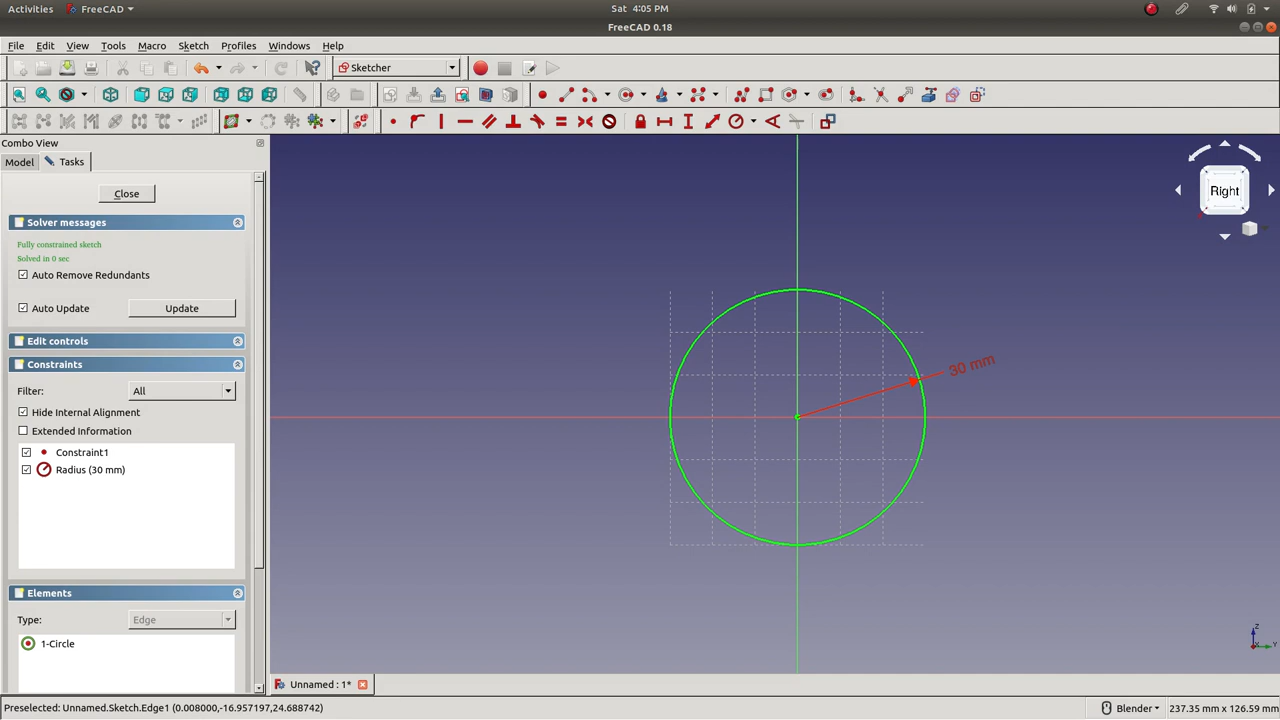 Activities FreeCAD Sat 4:05 PM
FreeCAD 0.18
File Edit View Tools Macro Sketch Profiles Windows Help
Sketcher
Combo View
Model Tasks
Close
Solver messages
Fully constrained sketch
Solved in 0 sec
Auto Remove Redundants
Auto Update Update
Edit controls
Constraints
Filter: All
Hide Internal Alignment
Extended Information
Constraint1
Radius (30 mm)
Elements
Type: Edge
1-Circle
30 mm
Right
Z
Y
X
Unnamed : 1*
Preselected: Unnamed.Sketch.Edge1 (0.008000,-16.957197,24.688742) Blender 237.35 mm x 126.59 mm